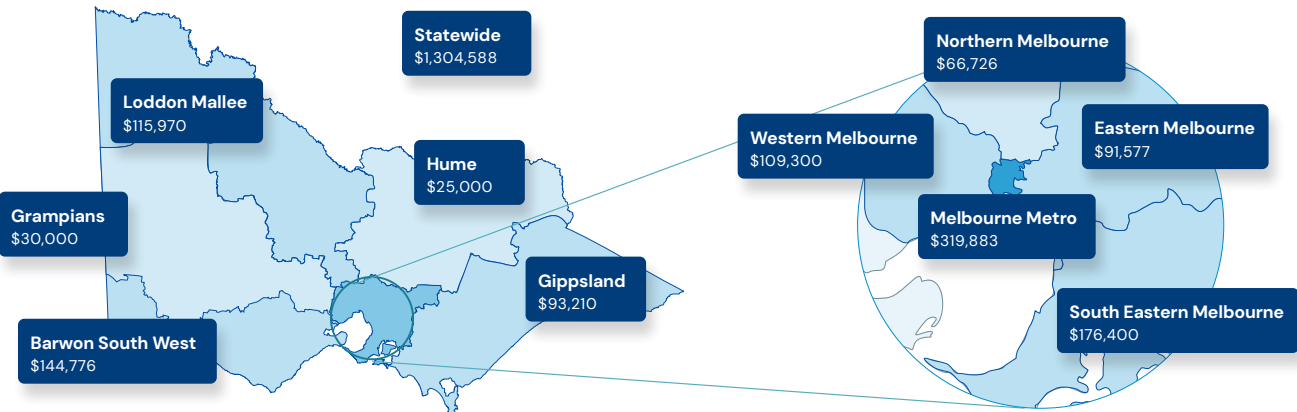 Statewide
$1,304,588
Loddon Mallee
$115,970
Hume
$25,000
Grampians
$30,000
Gippsland
$93,210
Barwon South West
$144,776
Northern Melbourne
$66,726
Western Melbourne
$109,300
Eastern Melbourne
$91,577
Melbourne Metro
$319,883
South Eastern Melbourne
$176,400